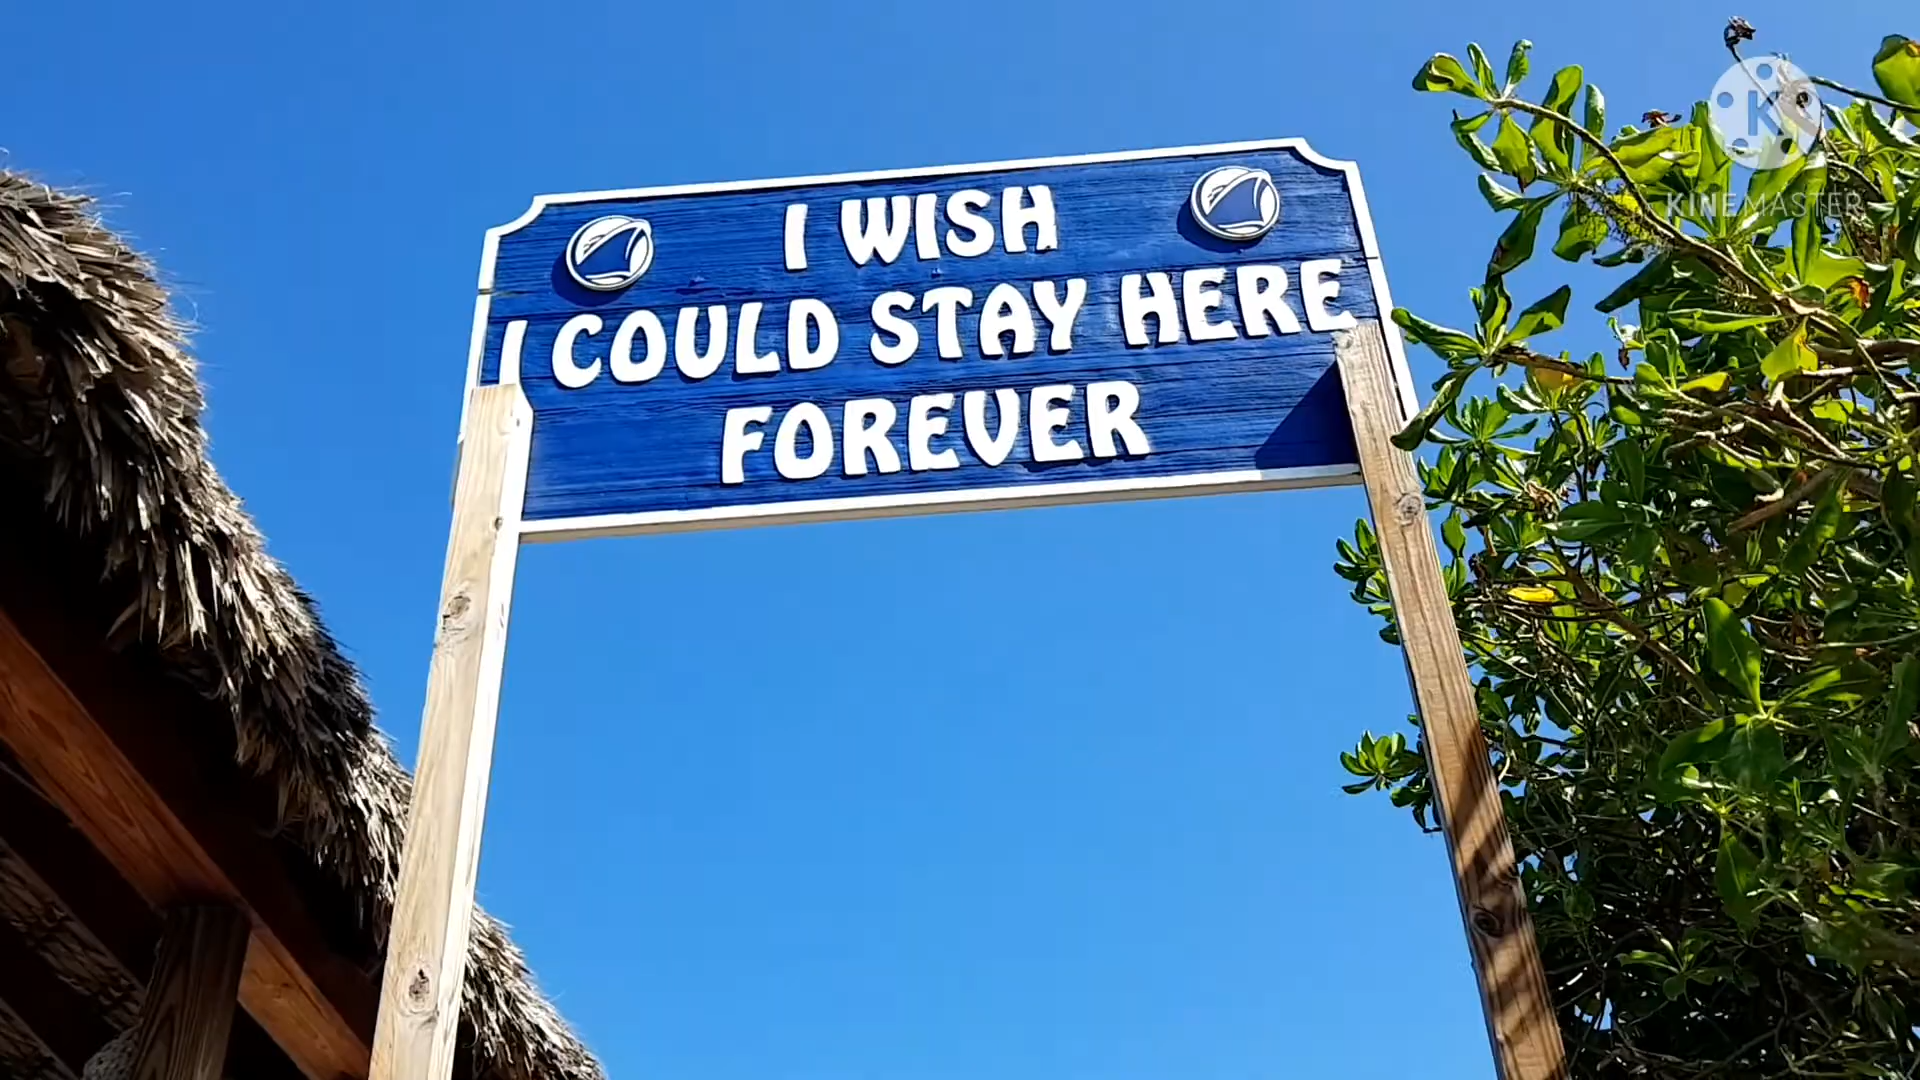 I WISH
I COULD STAY HERE
FOREVER
K
KINEMASTER